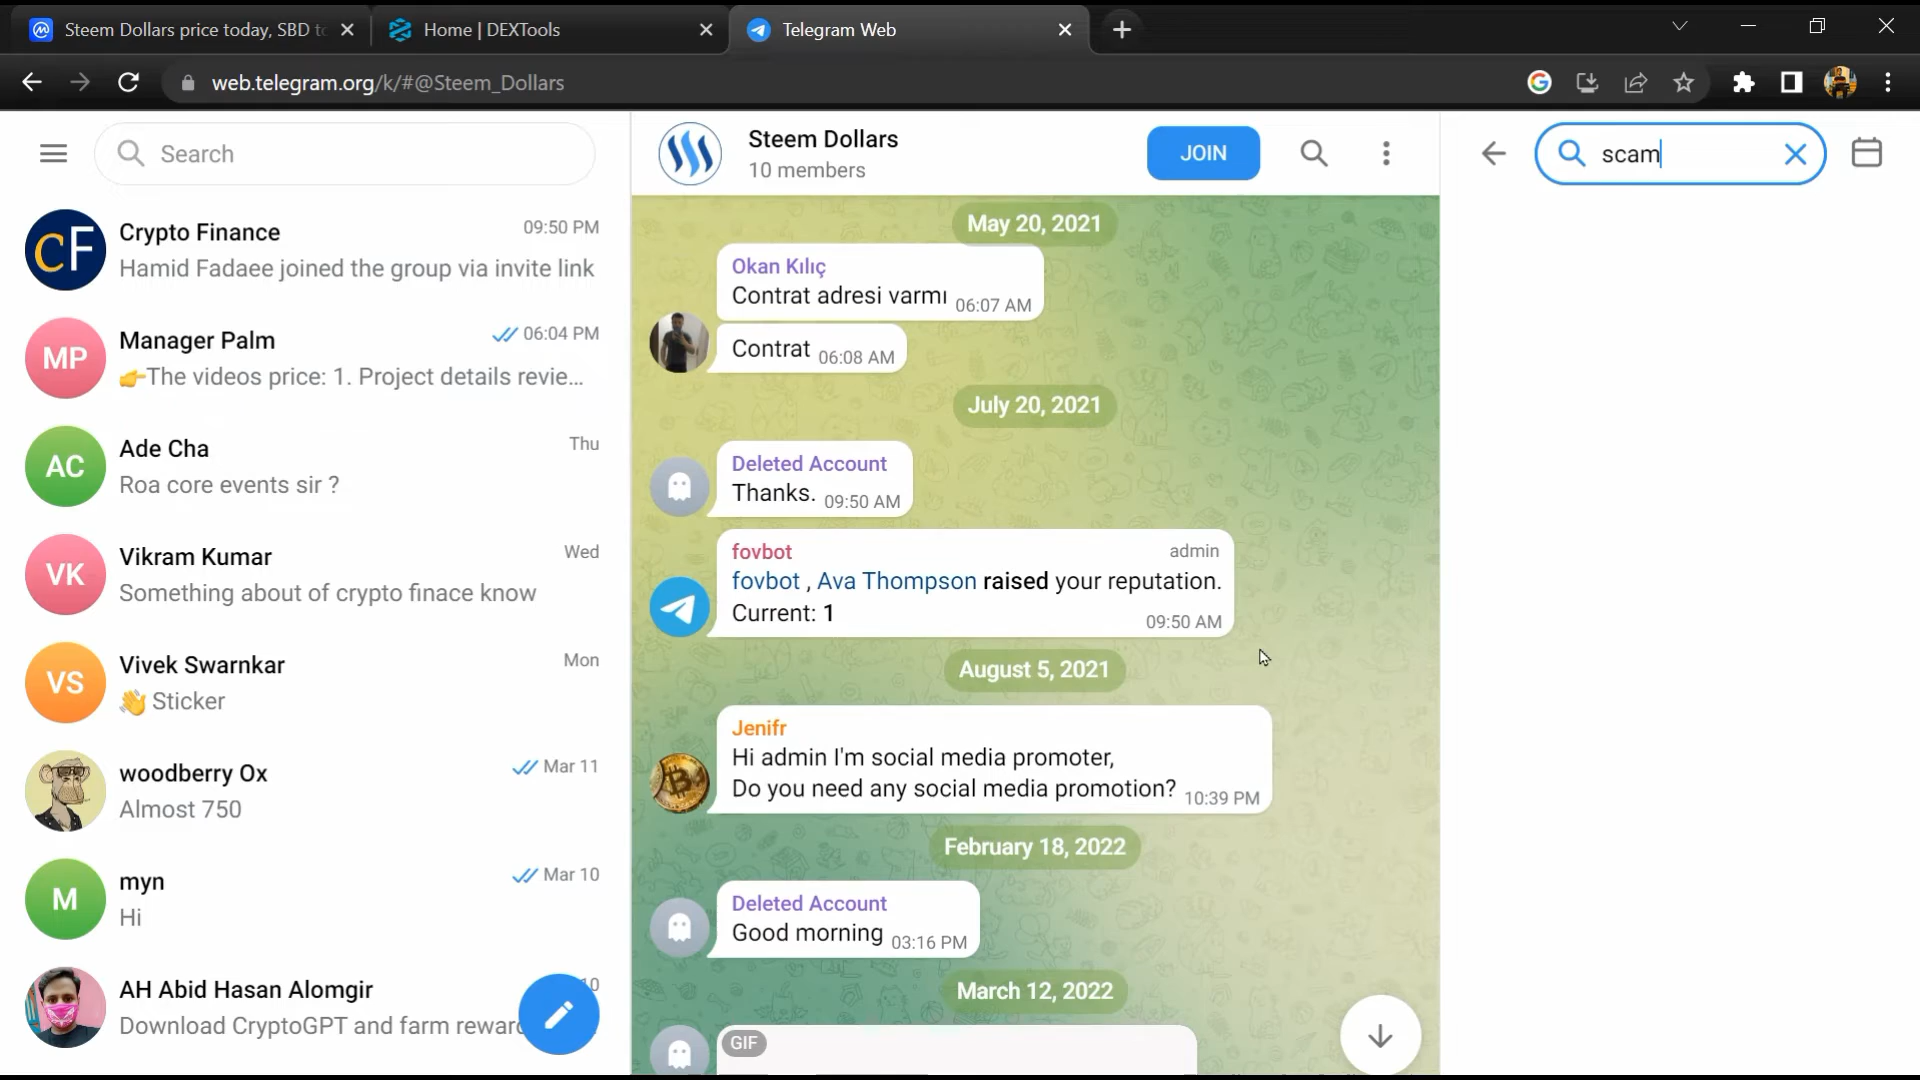 Steem Dollars price today, SBD to
Home | DEXTools
Telegram Web
web.telegram.org/k/#@Steem_Dollars
Search
CF
Crypto Finance
09:50 PM
Hamid Fadaee joined the group via invite link
MP
Manager Palm
06:04 PM
👉The videos price: 1. Project details revie...
AC
Ade Cha
Thu
Roa core events sir ?
VK
Vikram Kumar
Wed
Something about of crypto finace know
VS
Vivek Swarnkar
Mon
👋 Sticker
woodberry Ox
Mar 11
Almost 750
M
myn
Mar 10
Hi
AH Abid Hasan Alomgir
10
Download CryptoGPT and farm reward
Steem Dollars
10 members
JOIN
May 20, 2021
Okan Kılıç
Contrat adresi varmı 06:07 AM
Contrat 06:08 AM
July 20, 2021
Deleted Account
Thanks. 09:50 AM
fovbot admin
fovbot , Ava Thompson raised your reputation.
Current: 1 09:50 AM
August 5, 2021
Jenifr
Hi admin I'm social media promoter,
Do you need any social media promotion? 10:39 PM
February 18, 2022
Deleted Account
Good morning 03:16 PM
March 12, 2022
GIF
scam